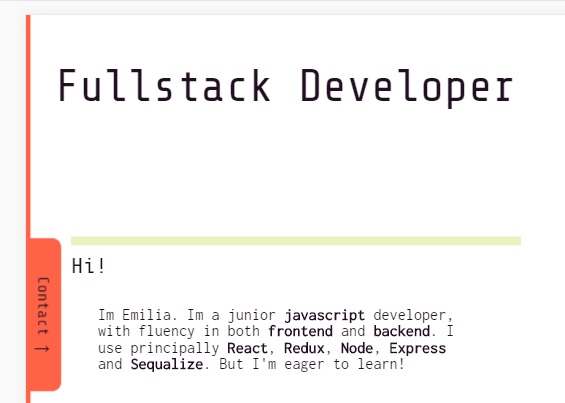 Fullstack Developer
Hi!
Contact ↑
Im Emilia. Im a junior javascript developer,
with fluency in both frontend and backend. I
use principally React, Redux, Node, Express
and Sequalize. But I'm eager to learn!